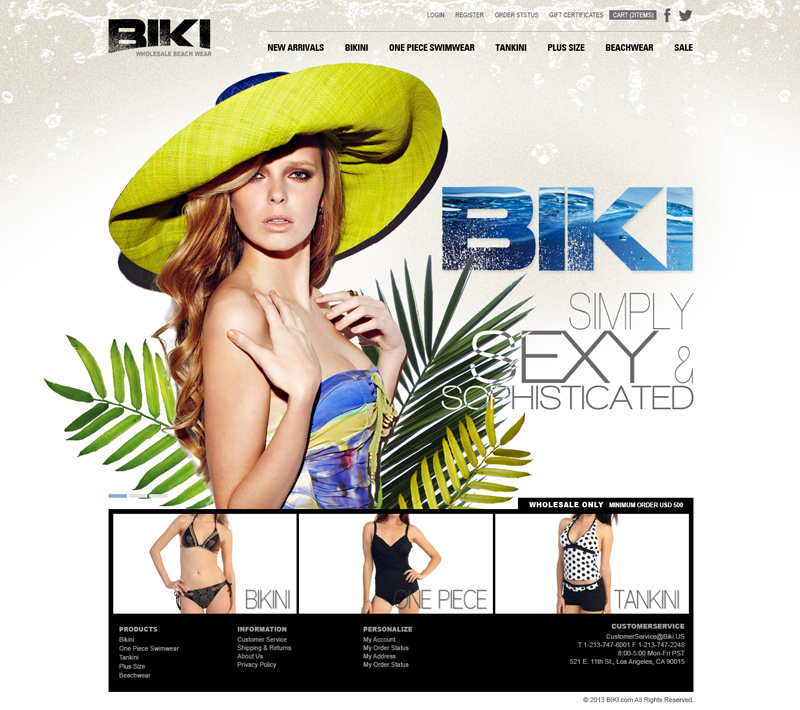 BIKI
WHOLESALE BEACH WEAR
LOGIN REGISTER ORDER STSTUS GIFT CERTIFICATES CART (2ITEMS)
NEW ARRIVALS BIKINI ONE PIECE SWIMWEAR TANKINI PLUS SIZE BEACHWEAR SALE
BIKI
SIMPLY
SEXY &
SOPHISTICATED
WHOLESALE ONLY MINIMUM ORDER USD 500
BIKINI
ONE PIECE
TANKINI
PRODUCTS
Bikini
One Piece Swimwear
Tankini
Plus Size
Beachwear
INFORMATION
Customer Service
Shipping & Returns
About Us
Privacy Policy
PERSONALIZE
My Account
My Order Status
My Address
My Order Status
CUSTOMERSERVICE
CustomerService@Biki.US
T 1-213-747-6001 F 1-213-747-2248
8:00-5:00 Mon-Fri PST
521 E. 11th St., Los Angeles, CA 90015
© 2013 BIKI.com All Rights Reserved.